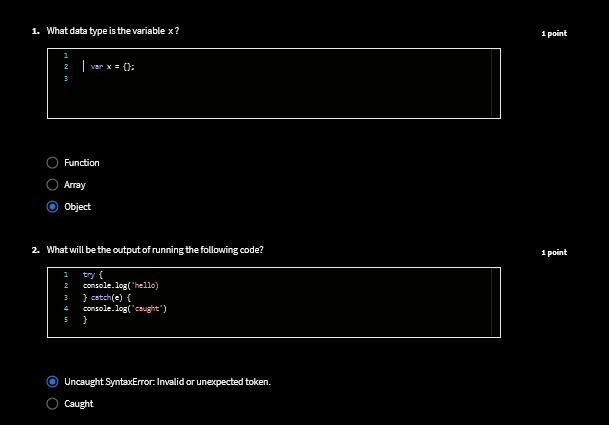 1. What data type is the variable x?
1 point
1
2 var x = {};
3
Function
Array
Object
2. What will be the output of running the following code?
1 point
1 try {
2 console.log('hello)
3 } catch(e) {
4 console.log('caught')
5 }
Uncaught SyntaxError: Invalid or unexpected token.
Caught